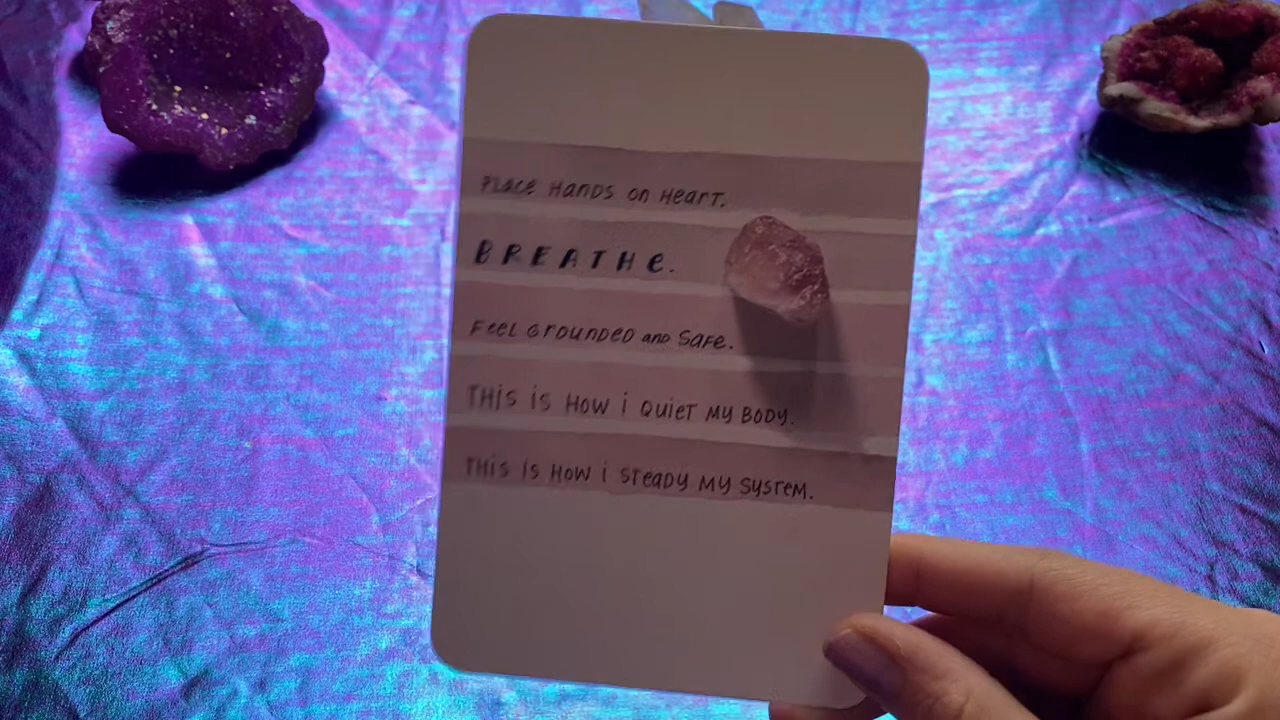 Place Hands on Heart.
BREATHe.
Feel Grounded and Safe.
THis is How i Quiet My Body.
THis is How i Steady My System.